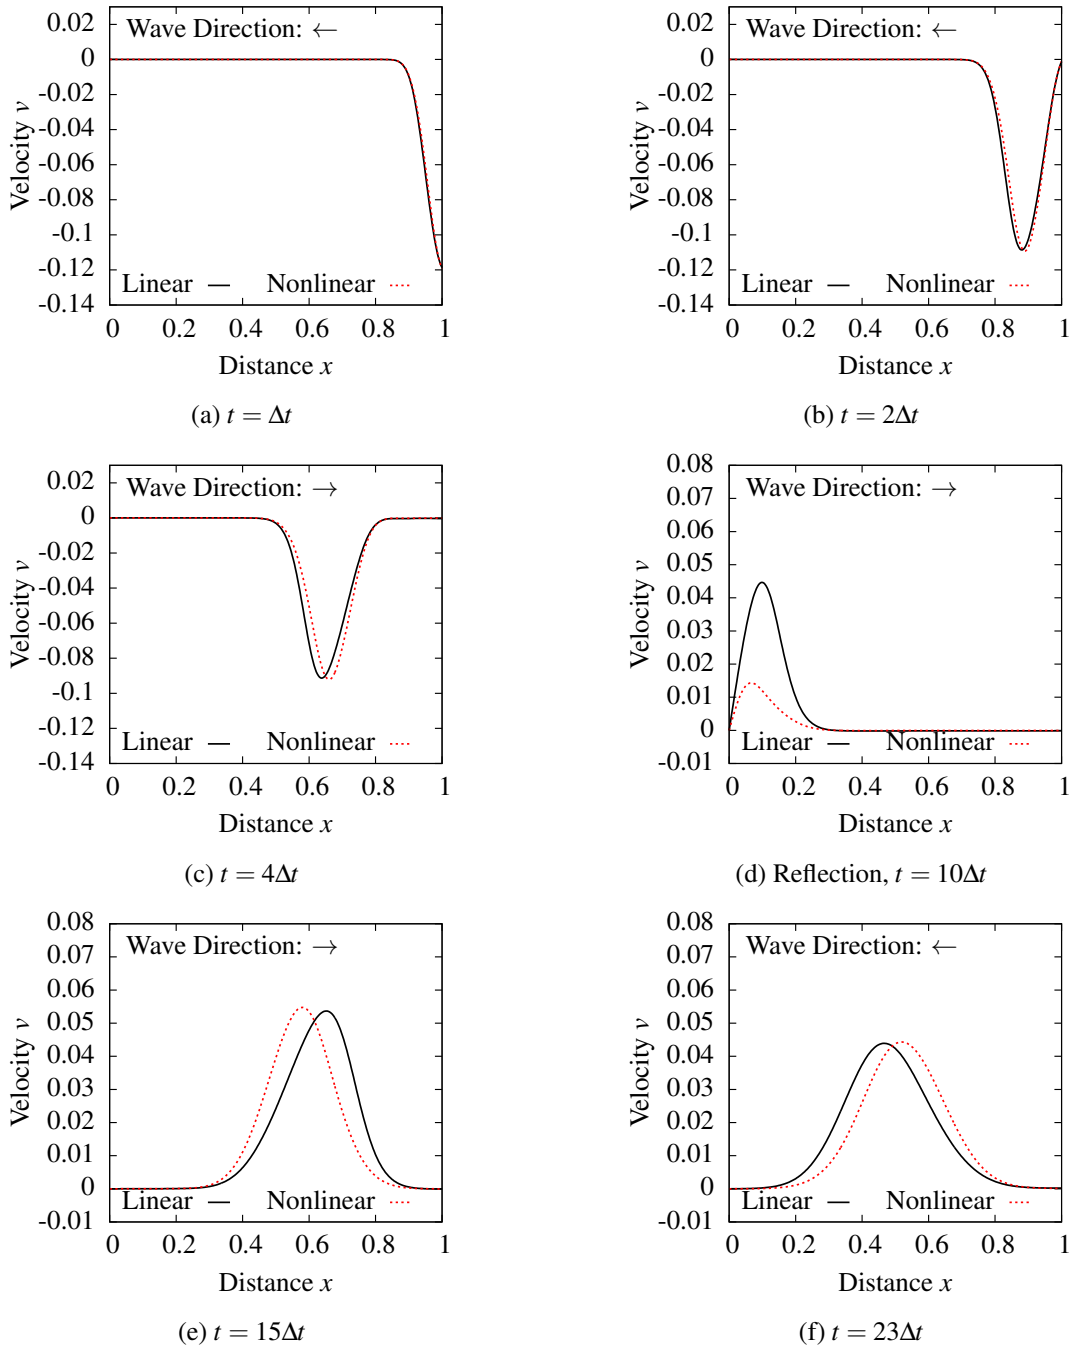 0.02
0
-0.02
-0.04
-0.06
-0.08
-0.1
-0.12
-0.14
Velocity v
Wave Direction: ←
Linear Nonlinear
0 0.2 0.4 0.6 0.8 1
Distance x
(a) t = Δt
0.02
0
-0.02
-0.04
-0.06
-0.08
-0.1
-0.12
-0.14
Velocity v
Wave Direction: ←
Linear Nonlinear
0 0.2 0.4 0.6 0.8 1
Distance x
(b) t = 2Δt
0.02
0
-0.02
-0.04
-0.06
-0.08
-0.1
-0.12
-0.14
Velocity v
Wave Direction: →
Linear Nonlinear
0 0.2 0.4 0.6 0.8 1
Distance x
(c) t = 4Δt
0.08
0.07
0.06
0.05
0.04
0.03
0.02
0.01
0
-0.01
Velocity v
Wave Direction: →
Linear Nonlinear
0 0.2 0.4 0.6 0.8 1
Distance x
(d) Reflection, t = 10Δt
0.08
0.07
0.06
0.05
0.04
0.03
0.02
0.01
0
-0.01
Velocity v
Wave Direction: →
Linear Nonlinear
0 0.2 0.4 0.6 0.8 1
Distance x
(e) t = 15Δt
0.08
0.07
0.06
0.05
0.04
0.03
0.02
0.01
0
-0.01
Velocity v
Wave Direction: ←
Linear Nonlinear
0 0.2 0.4 0.6 0.8 1
Distance x
(f) t = 23Δt